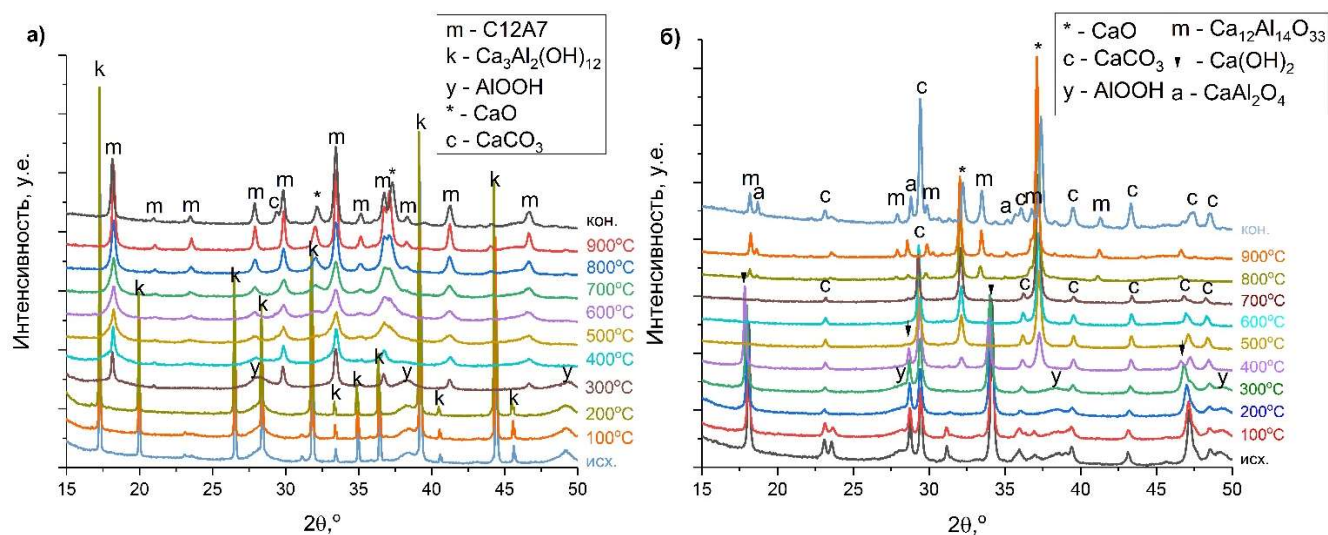 а)
m - C12A7
k - Ca₃Al₂(OH)₁₂
y - AlOOH
* - CaO
c - CaCO₃
Интенсивность, у.е.
k
m
m
m
m
c
m
*
m
m
m
*
m
k
m
k
m
k
k
k
k
k
k
k
k
k
k
y
y
y
кон.
900°C
800°C
700°C
600°C
500°C
400°C
300°C
200°C
100°C
исх.
15 20 25 30 35 40 45 50
2θ,°
б)
* - CaO m - Ca₁₂Al₁₄O₃₃
c - CaCO₃ ▼ - Ca(OH)₂
y - AlOOH a - CaAl₂O₄
Интенсивность, у.е.
*
c
m
a
c
m
a
m
*
m
a
c
m
c
m
c
c
c
c
c
c
c
c
c
c
c
y
y
y
кон.
900°C
800°C
700°C
600°C
500°C
400°C
300°C
200°C
100°C
исх.
15 20 25 30 35 40 45 50
2θ,°